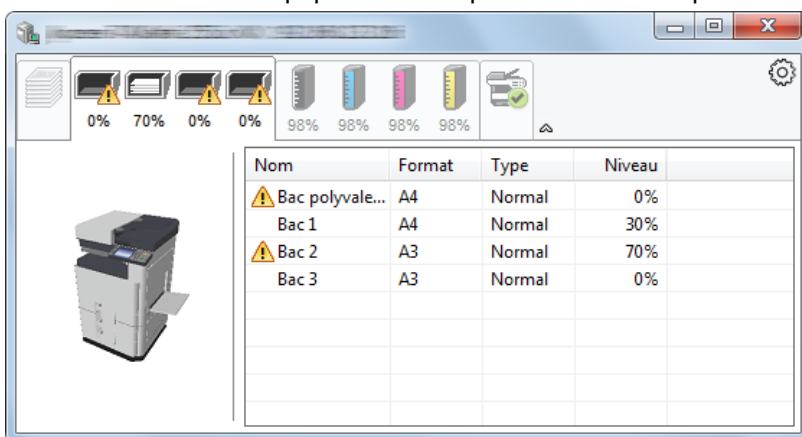 0% 70% 0% 0% 98% 98% 98% 98%
Nom Format Type Niveau
Bac polyvale... A4 Normal 0%
Bac 1 A4 Normal 30%
Bac 2 A3 Normal 70%
Bac 3 A3 Normal 0%